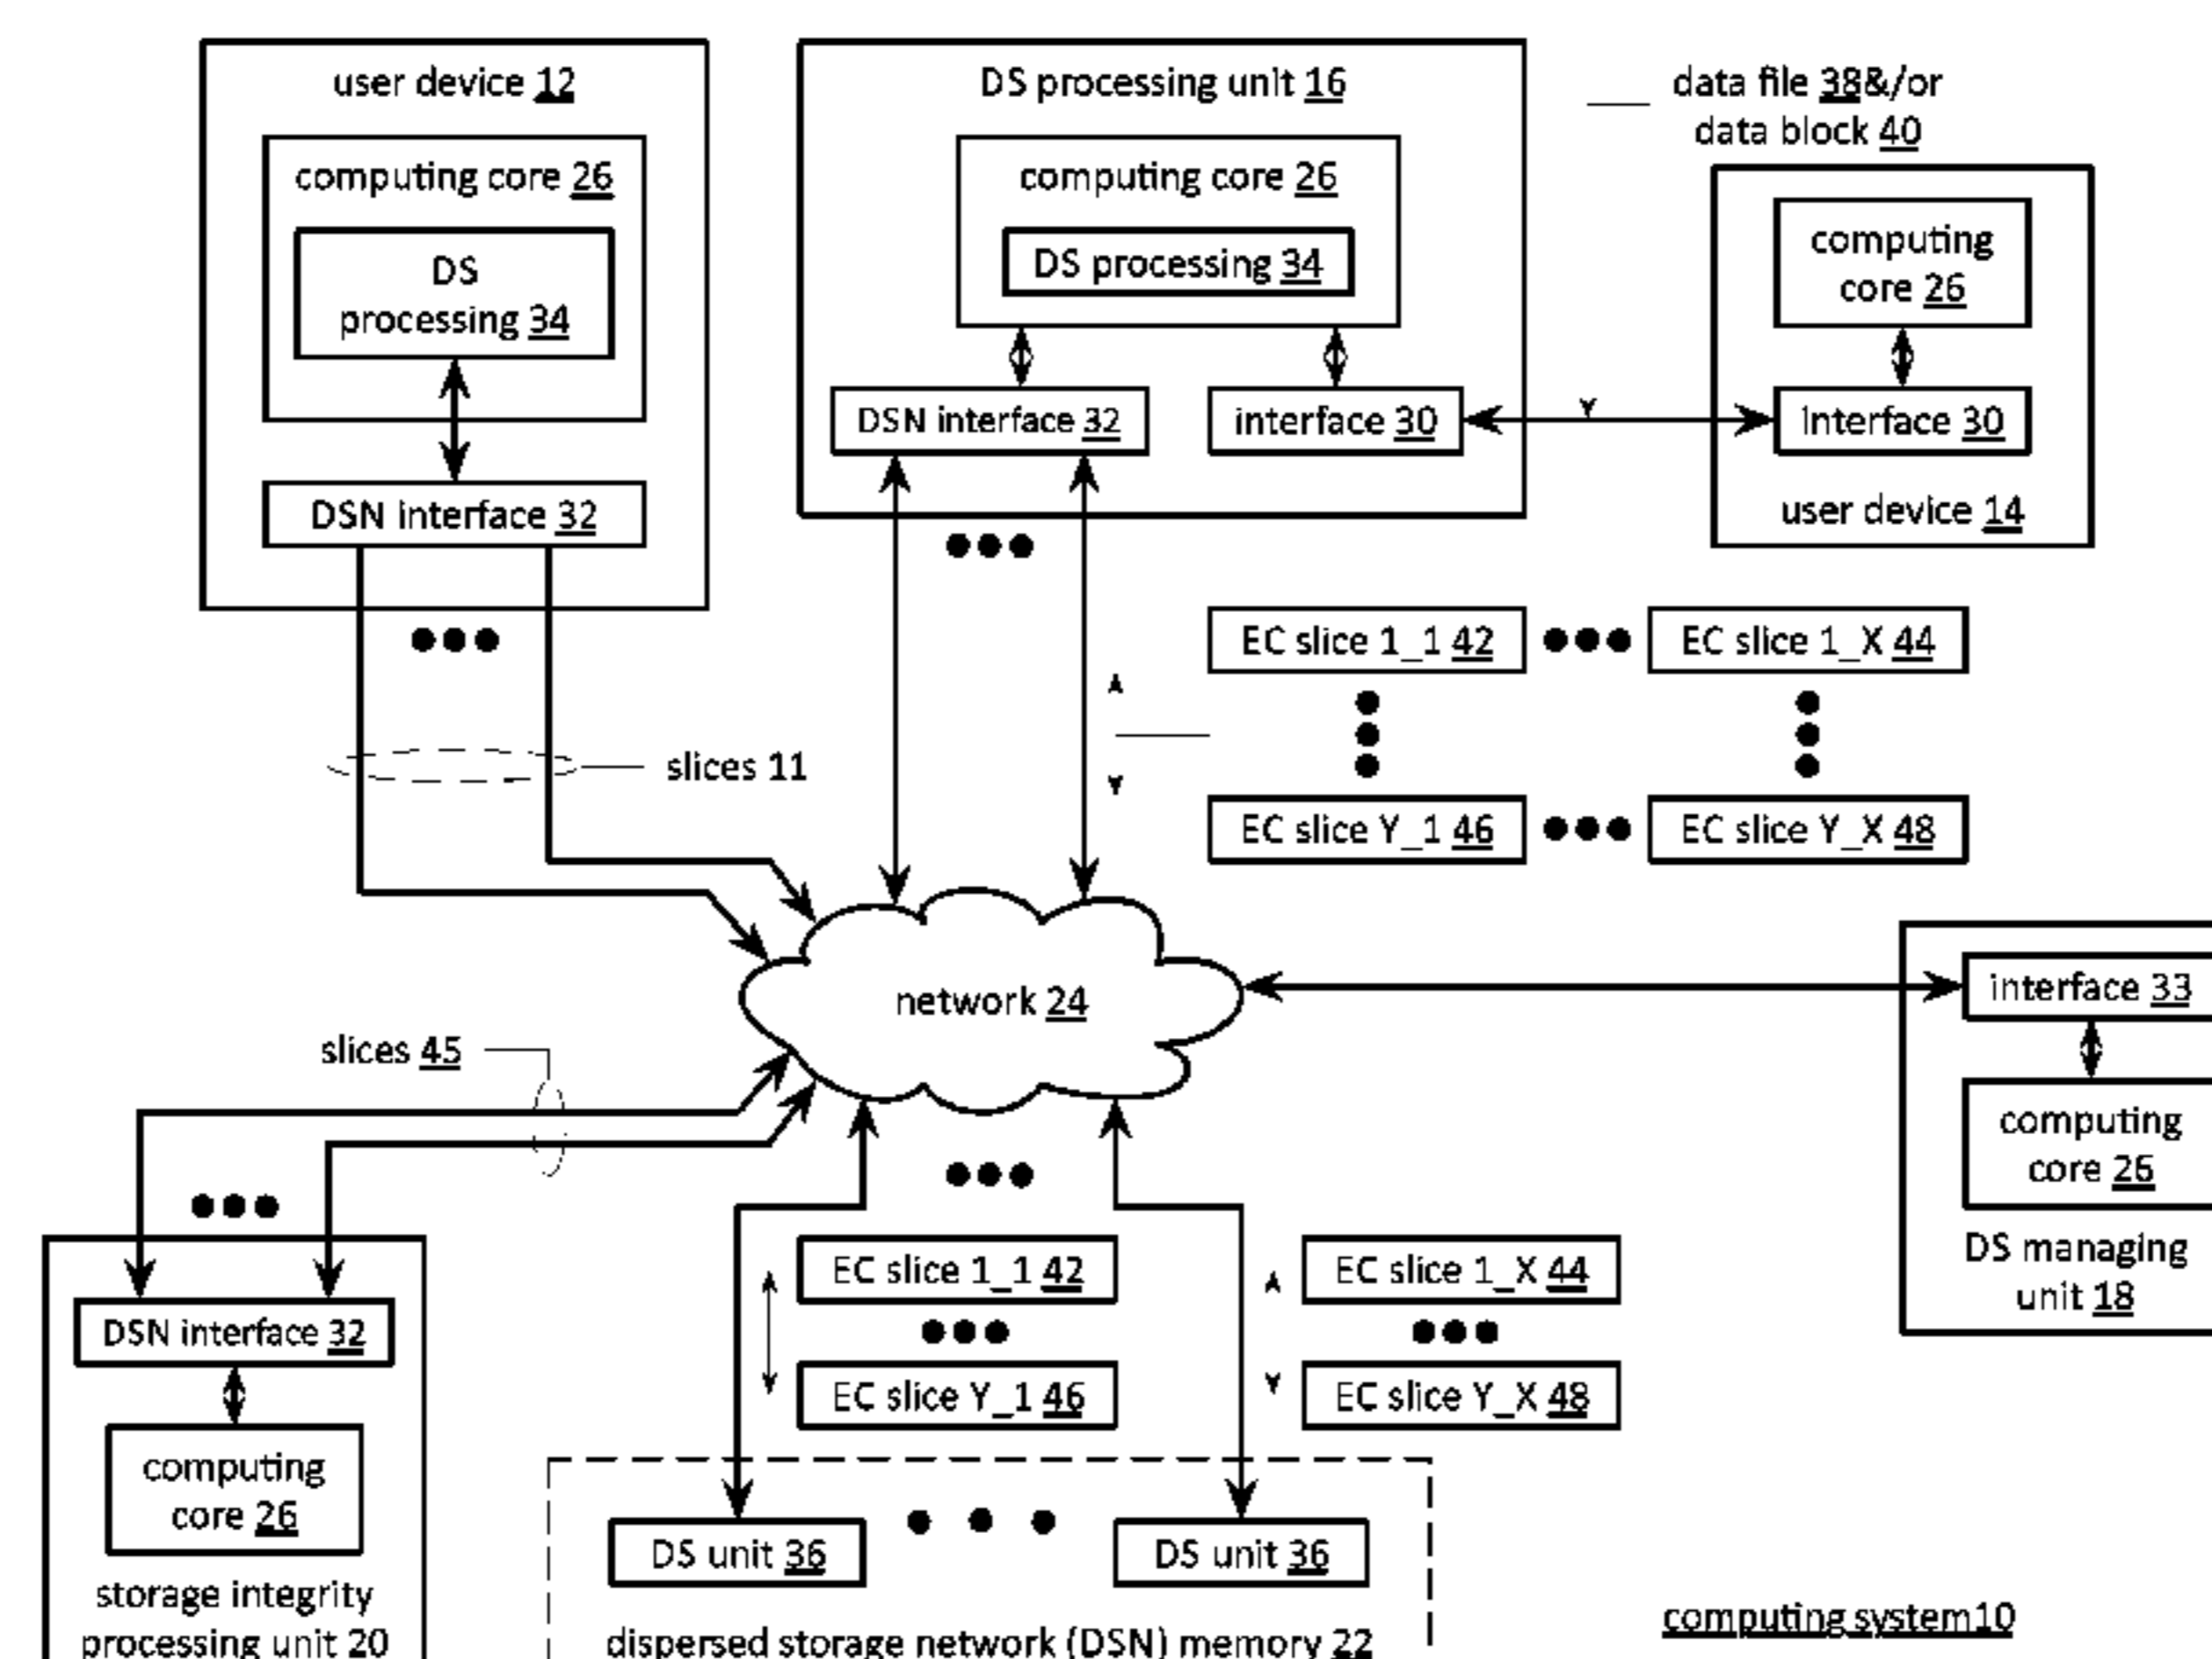 user device 12
computing core 26
DS
processing 34
DSN interface 32
slices 11
DS processing unit 16
computing core 26
DS processing 34
DSN interface 32
interface 30
data file 38&/or
data block 40
computing
core 26
interface 30
user device 14
EC slice 1_1 42
EC slice 1_X 44
EC slice Y_1 46
EC slice Y_X 48
network 24
interface 33
computing
core 26
DS managing
unit 18
slices 45
DSN interface 32
computing
core 26
storage integrity
processing unit 20
EC slice 1_1 42
EC slice 1_X 44
EC slice Y_1 46
EC slice Y_X 48
DS unit 36
DS unit 36
dispersed storage network (DSN) memory 22
computing system10